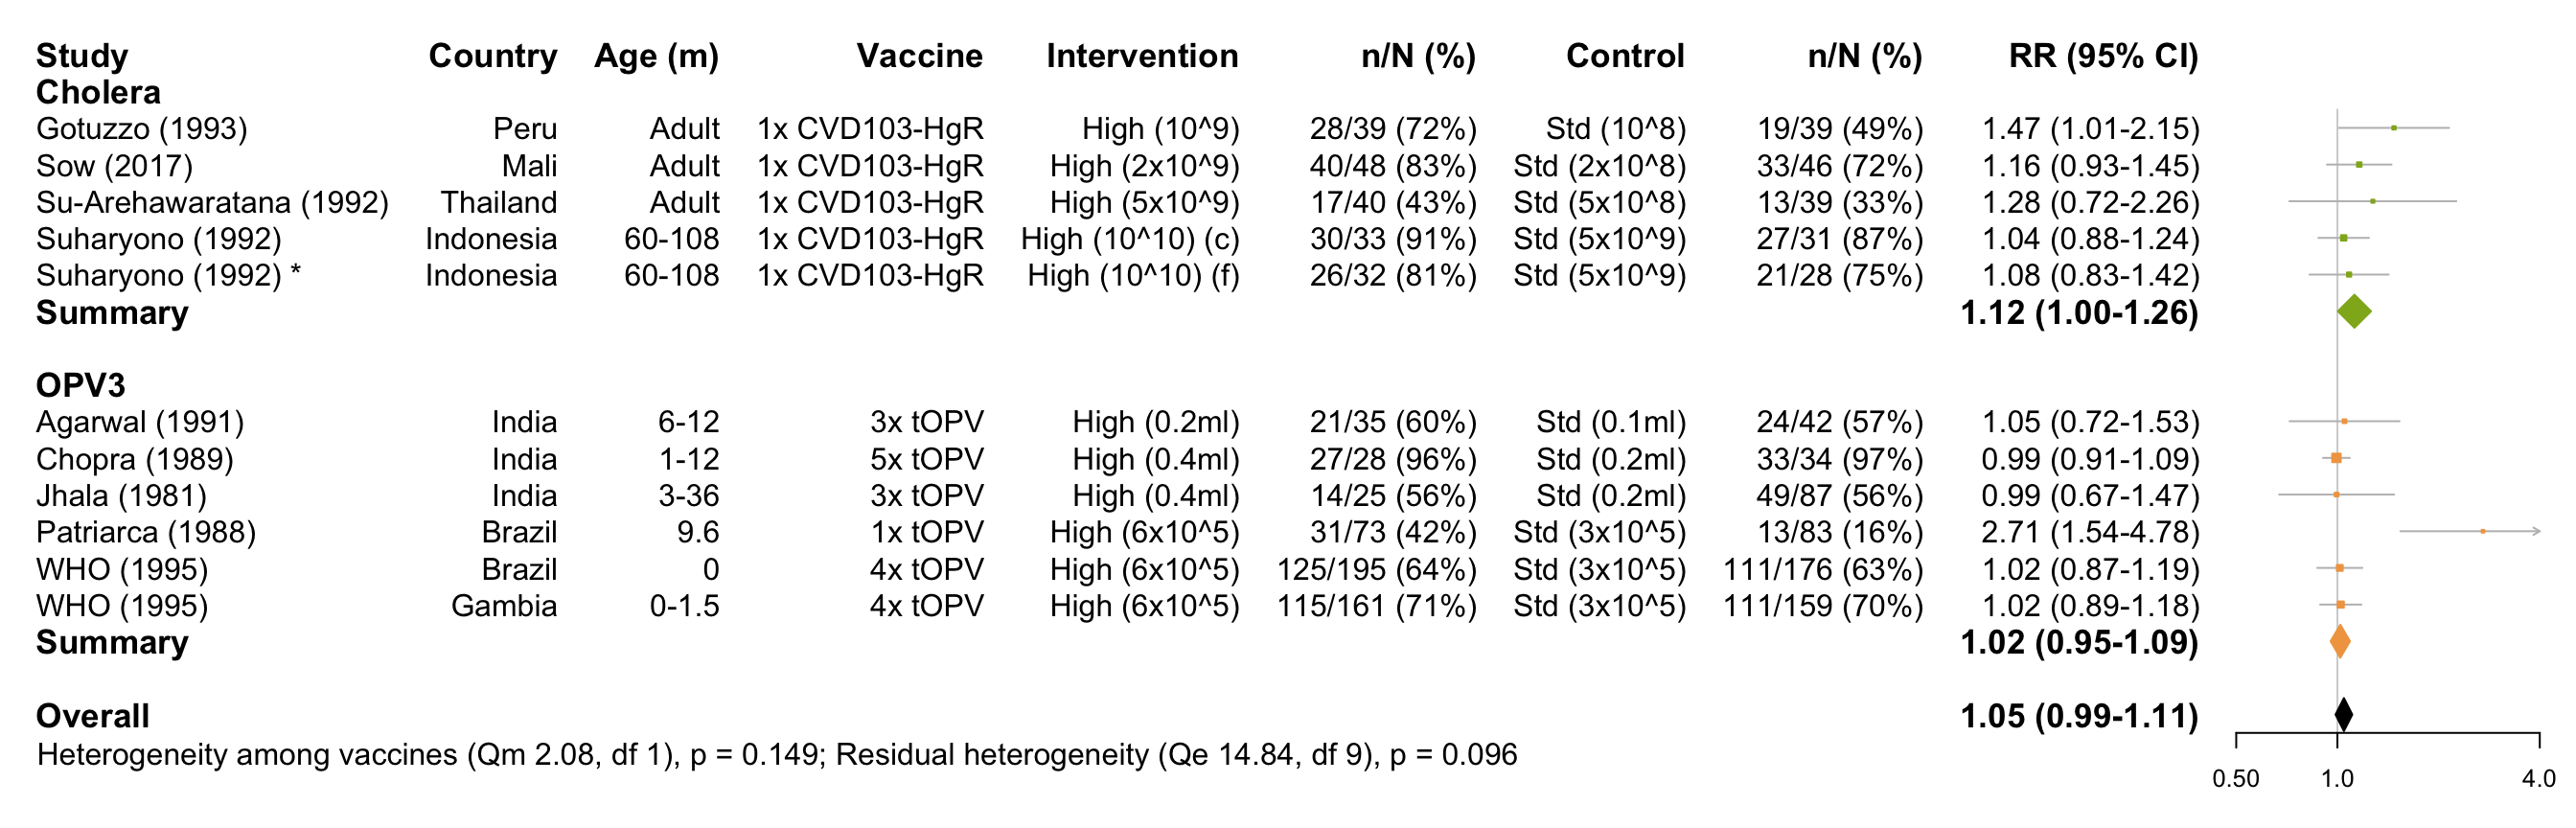 Study Country Age (m) Vaccine Intervention n/N (%) Control n/N (%) RR (95% CI)
Cholera
Gotuzzo (1993) Peru Adult 1x CVD103-HgR High (10^9) 28/39 (72%) Std (10^8) 19/39 (49%) 1.47 (1.01-2.15)
Sow (2017) Mali Adult 1x CVD103-HgR High (2x10^9) 40/48 (83%) Std (2x10^8) 33/46 (72%) 1.16 (0.93-1.45)
Su-Arehawaratana (1992) Thailand Adult 1x CVD103-HgR High (5x10^9) 17/40 (43%) Std (5x10^8) 13/39 (33%) 1.28 (0.72-2.26)
Suharyono (1992) Indonesia 60-108 1x CVD103-HgR High (10^10) (c) 30/33 (91%) Std (5x10^9) 27/31 (87%) 1.04 (0.88-1.24)
Suharyono (1992) * Indonesia 60-108 1x CVD103-HgR High (10^10) (f) 26/32 (81%) Std (5x10^9) 21/28 (75%) 1.08 (0.83-1.42)
Summary 1.12 (1.00-1.26)
OPV3
Agarwal (1991) India 6-12 3x tOPV High (0.2ml) 21/35 (60%) Std (0.1ml) 24/42 (57%) 1.05 (0.72-1.53)
Chopra (1989) India 1-12 5x tOPV High (0.4ml) 27/28 (96%) Std (0.2ml) 33/34 (97%) 0.99 (0.91-1.09)
Jhala (1981) India 3-36 3x tOPV High (0.4ml) 14/25 (56%) Std (0.2ml) 49/87 (56%) 0.99 (0.67-1.47)
Patriarca (1988) Brazil 9.6 1x tOPV High (6x10^5) 31/73 (42%) Std (3x10^5) 13/83 (16%) 2.71 (1.54-4.78)
WHO (1995) Brazil 0 4x tOPV High (6x10^5) 125/195 (64%) Std (3x10^5) 111/176 (63%) 1.02 (0.87-1.19)
WHO (1995) Gambia 0-1.5 4x tOPV High (6x10^5) 115/161 (71%) Std (3x10^5) 111/159 (70%) 1.02 (0.89-1.18)
Summary 1.02 (0.95-1.09)
Overall 1.05 (0.99-1.11)
Heterogeneity among vaccines (Qm 2.08, df 1), p = 0.149; Residual heterogeneity (Qe 14.84, df 9), p = 0.096
0.50 1.0 4.0